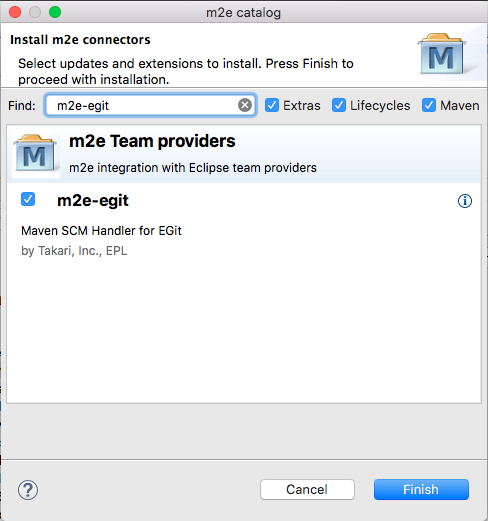 m2e catalog
Install m2e connectors
Select updates and extensions to install. Press Finish to
proceed with installation.
M
Find: m2e-egit Extras Lifecycles Maven
M
m2e Team providers
m2e integration with Eclipse team providers
m2e-egit
Maven SCM Handler for EGit
by Takari, Inc., EPL
Cancel Finish